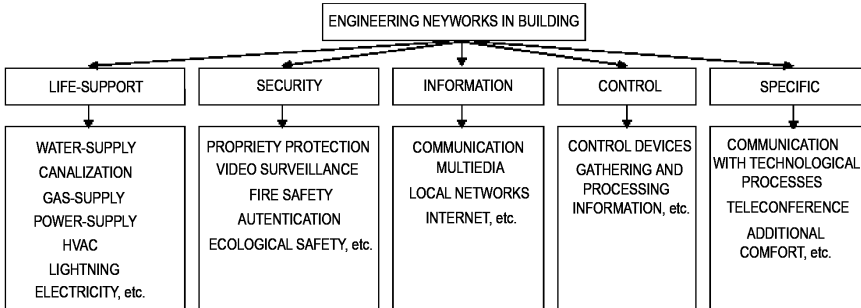 ENGINEERING NEYWORKS IN BUILDING
LIFE-SUPPORT
SECURITY
INFORMATION
CONTROL
SPECIFIC
WATER-SUPPLY
CANALIZATION
GAS-SUPPLY
POWER-SUPPLY
HVAC
LIGHTNING
ELECTRICITY, etc.
PROPRIETY PROTECTION
VIDEO SURVEILLANCE
FIRE SAFETY
AUTENTICATION
ECOLOGICAL SAFETY, etc.
COMMUNICATION
MULTIEDIA
LOCAL NETWORKS
INTERNET, etc.
CONTROL DEVICES
GATHERING AND
PROCESSING
INFORMATION, etc.
COMMUNICATION
WITH TECHNOLOGICAL
PROCESSES
TELECONFERENCE
ADDITIONAL
COMFORT, etc.